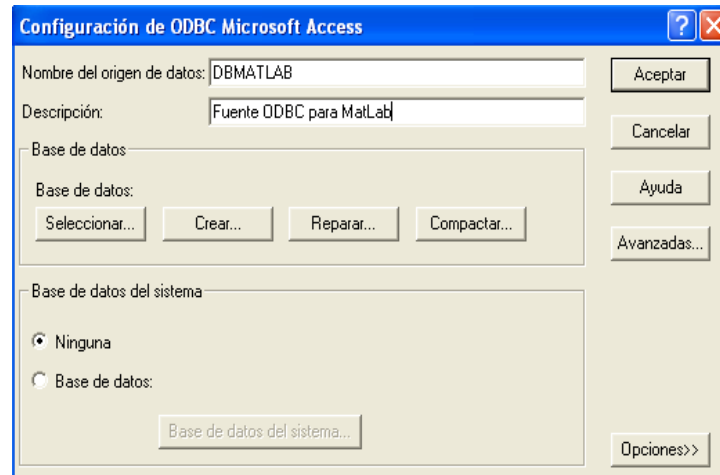 Configuración de ODBC Microsoft Access
Nombre del origen de datos: DBMATLAB
Aceptar
Descripción: Fuente ODBC para MatLab
Cancelar
Base de datos
Base de datos:
Ayuda
Seleccionar... Crear... Reparar... Compactar...
Avanzadas...
Base de datos del sistema
Ninguna
Base de datos:
Base de datos del sistema...
Opciones>>